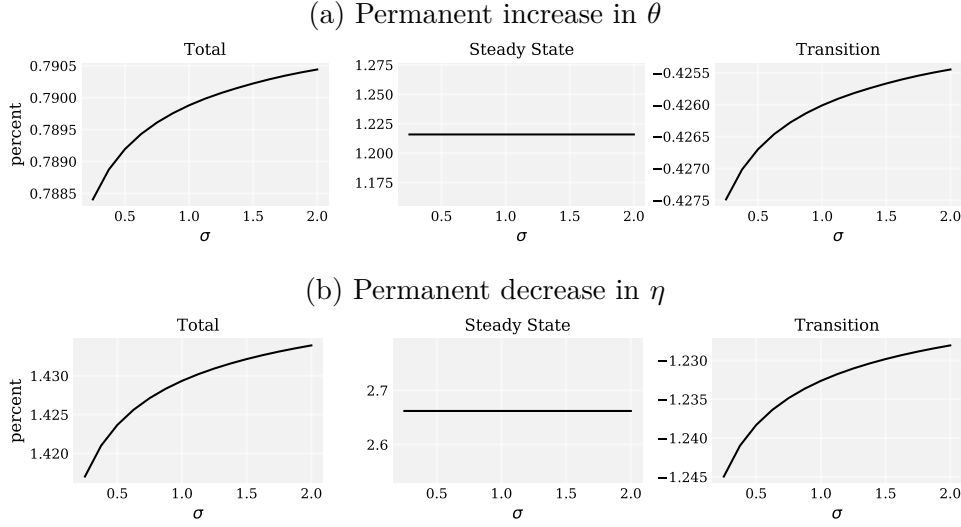 (a) Permanent increase in θ
Total
Steady State
Transition
percent
0.7905
0.7900
0.7895
0.7890
0.7885
0.5 1.0 1.5 2.0
σ
1.275
1.250
1.225
1.200
1.175
0.5 1.0 1.5 2.0
σ
−0.4255
−0.4260
−0.4265
−0.4270
−0.4275
0.5 1.0 1.5 2.0
σ
(b) Permanent decrease in η
Total
Steady State
Transition
percent
1.430
1.425
1.420
0.5 1.0 1.5 2.0
σ
2.7
2.6
0.5 1.0 1.5 2.0
σ
−1.230
−1.235
−1.240
−1.245
0.5 1.0 1.5 2.0
σ